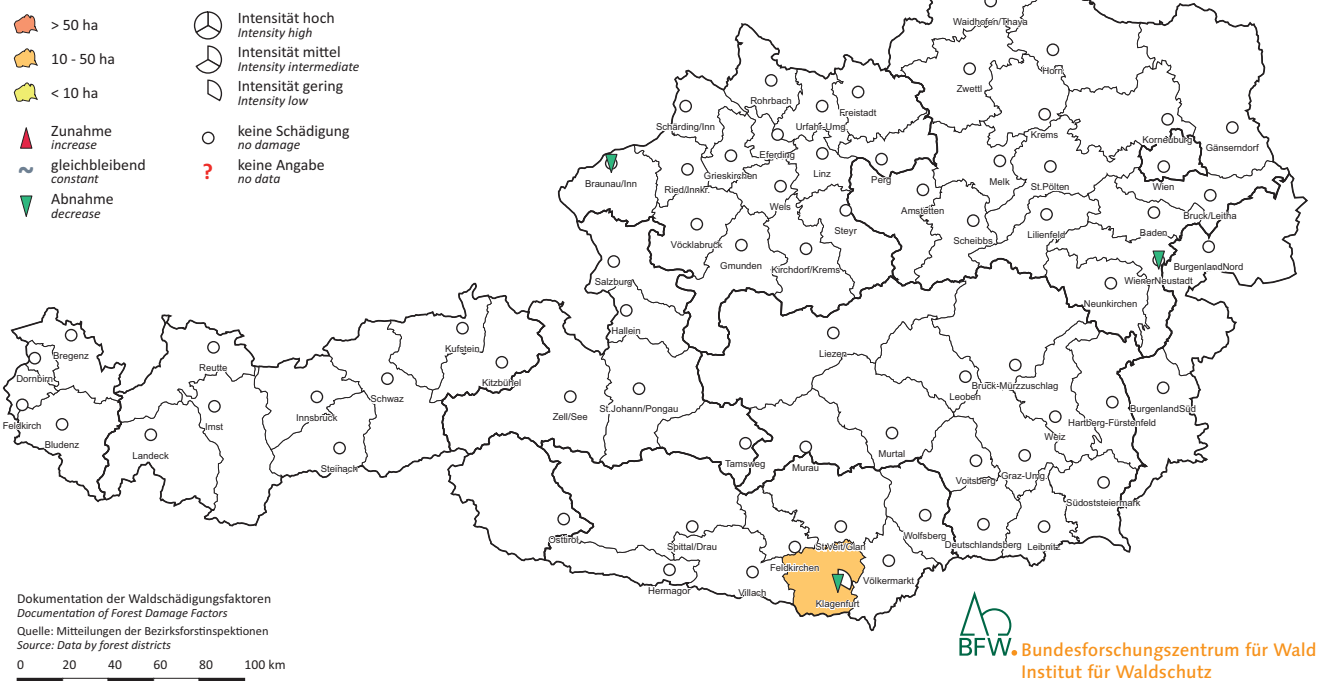 > 50 ha
10 - 50 ha
< 10 ha
Zunahme
increase
~ gleichbleibend
constant
Abnahme
decrease
Intensität hoch
Intensity high
Intensität mittel
Intensity intermediate
Intensität gering
Intensity low
keine Schädigung
no damage
? keine Angabe
no data
Waidhofen/Thaya
Horn
Zwettl
Rohrbach
Freistadt
Schärding/Inn
Urfahr-Umg.
Krems
Korneuburg
Gänserndorf
Eferding
Grieskirchen
Linz
Perg
Melk
St.Pölten
Wien
Braunau/Inn
Ried/Innkr.
Wels
Amstetten
Bruck/Leitha
Steyr
Scheibbs
Lilienfeld
Baden
Vöcklabruck
Gmunden
Kirchdorf/Krems
BurgenlandNord
Salzburg
WienerNeustadt
Neunkirchen
Hallein
Liezen
Kufstein
Bregenz
Reutte
Dornbirn
Kitzbühel
Bruck-Mürzzuschlag
Leoben
Schwaz
St.Johann/Pongau
Zell/See
Innsbruck
BurgenlandSüd
Hartberg-Fürstenfeld
Feldkirch
Imst
Weiz
Bludenz
Landeck
Steinach
Tamsweg
Murau
Murtal
Voitsberg
Graz-Umg.
Südoststeiermark
Osttirol
Spittal/Drau
St.Veit/Glan
Wolfsberg
Deutschlandsberg
Leibnitz
Feldkirchen
Völkermarkt
Hermagor
Villach
Klagenfurt
Dokumentation der Waldschädigungsfaktoren
Documentation of Forest Damage Factors
Quelle: Mitteilungen der Bezirksforstinspektionen
Source: Data by forest districts
0 20 40 60 80 100 km
BFW.
Bundesforschungszentrum für Wald
Institut für Waldschutz